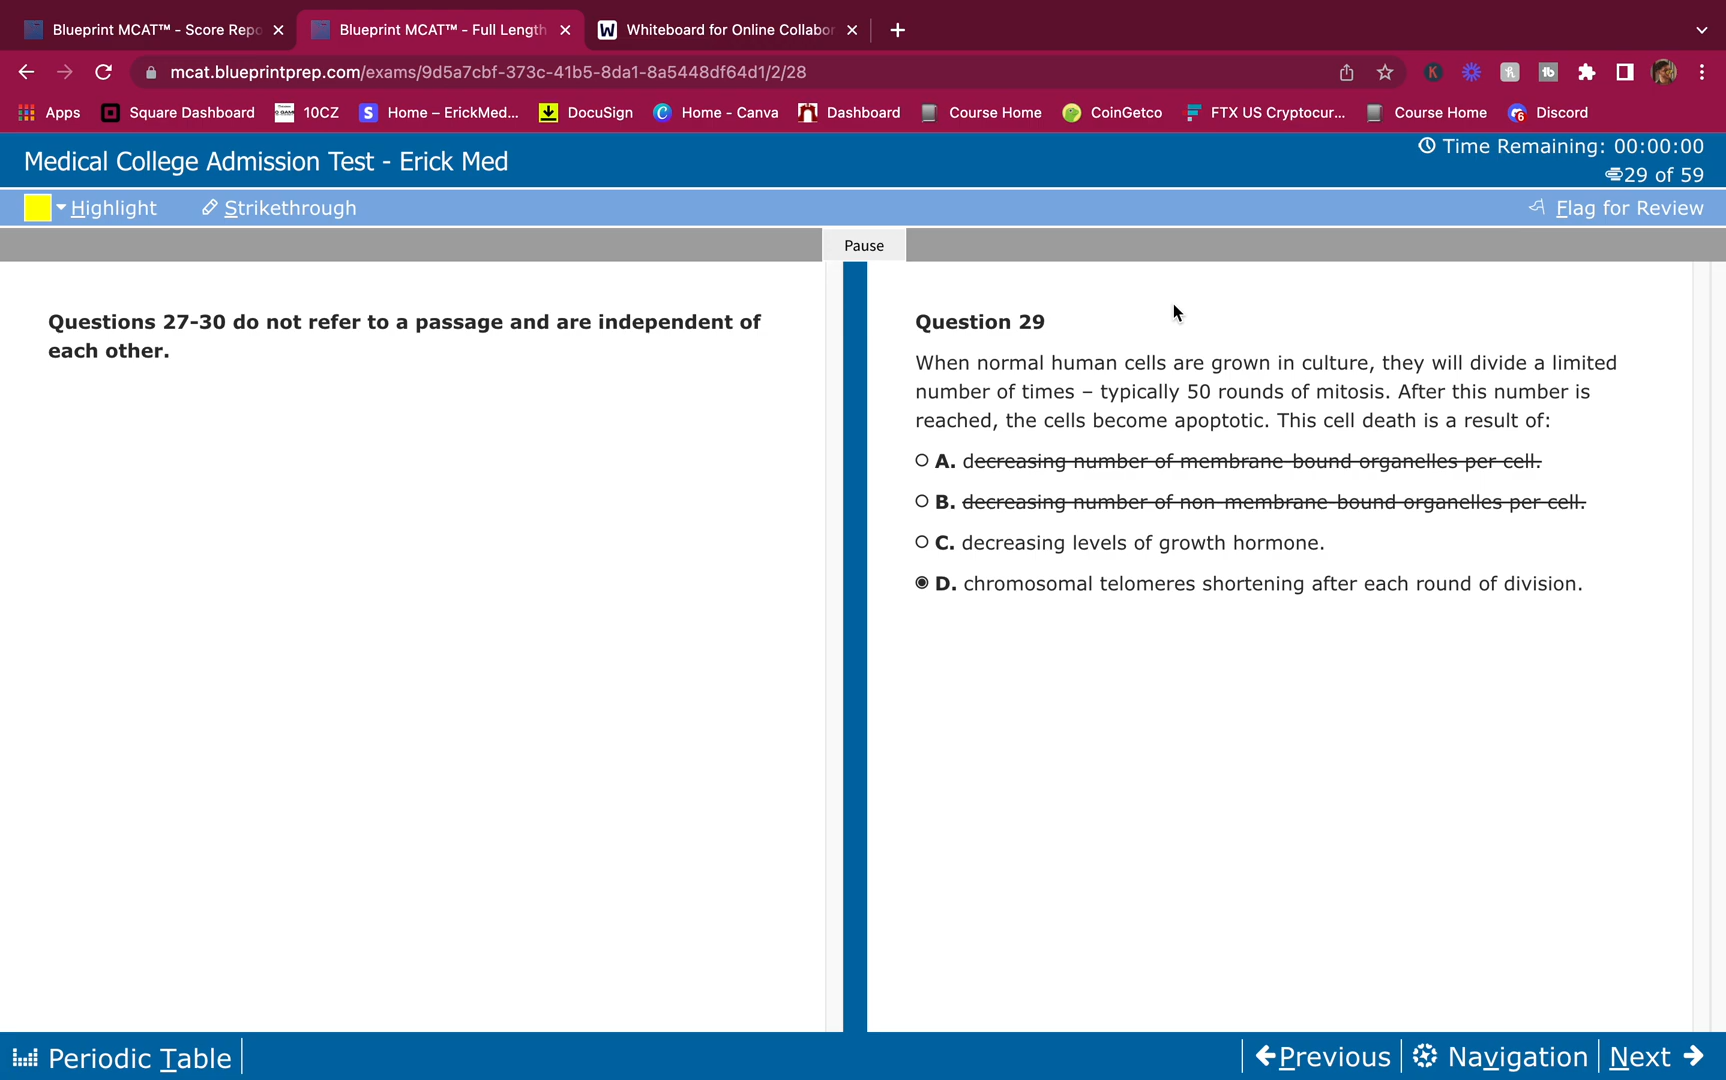 Blueprint MCAT™ - Score Repo
Blueprint MCAT™ - Full Length
Whiteboard for Online Collabor
mcat.blueprintprep.com/exams/9d5a7cbf-373c-41b5-8da1-8a5448df64d1/2/28
Apps Square Dashboard 10CZ Home – ErickMed... DocuSign Home - Canva Dashboard Course Home CoinGetco FTX US Cryptocur... Course Home Discord
Medical College Admission Test - Erick Med
Time Remaining: 00:00:00
29 of 59
Highlight Strikethrough Flag for Review
Pause
Questions 27-30 do not refer to a passage and are independent of
each other.
Question 29
When normal human cells are grown in culture, they will divide a limited
number of times – typically 50 rounds of mitosis. After this number is
reached, the cells become apoptotic. This cell death is a result of:
A. decreasing number of membrane-bound organelles per cell.
B. decreasing number of non-membrane-bound organelles per cell.
C. decreasing levels of growth hormone.
D. chromosomal telomeres shortening after each round of division.
Periodic Table Previous Navigation Next